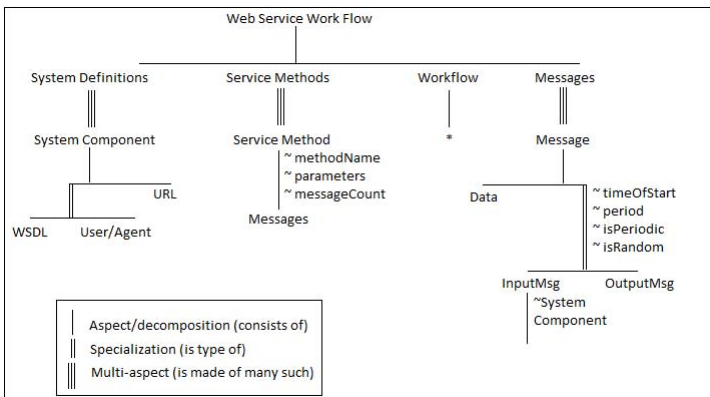 Web Service Work Flow
System Definitions
Service Methods
Workflow
Messages
System Component
Service Method
*
Message
~ methodName
~ parameters
~ messageCount
Messages
URL
WSDL
User/Agent
Data
~ timeOfStart
~ period
~ isPeriodic
~ isRandom
InputMsg
OutputMsg
~System
Component
Aspect/decomposition (consists of)
Specialization (is type of)
Multi-aspect (is made of many such)